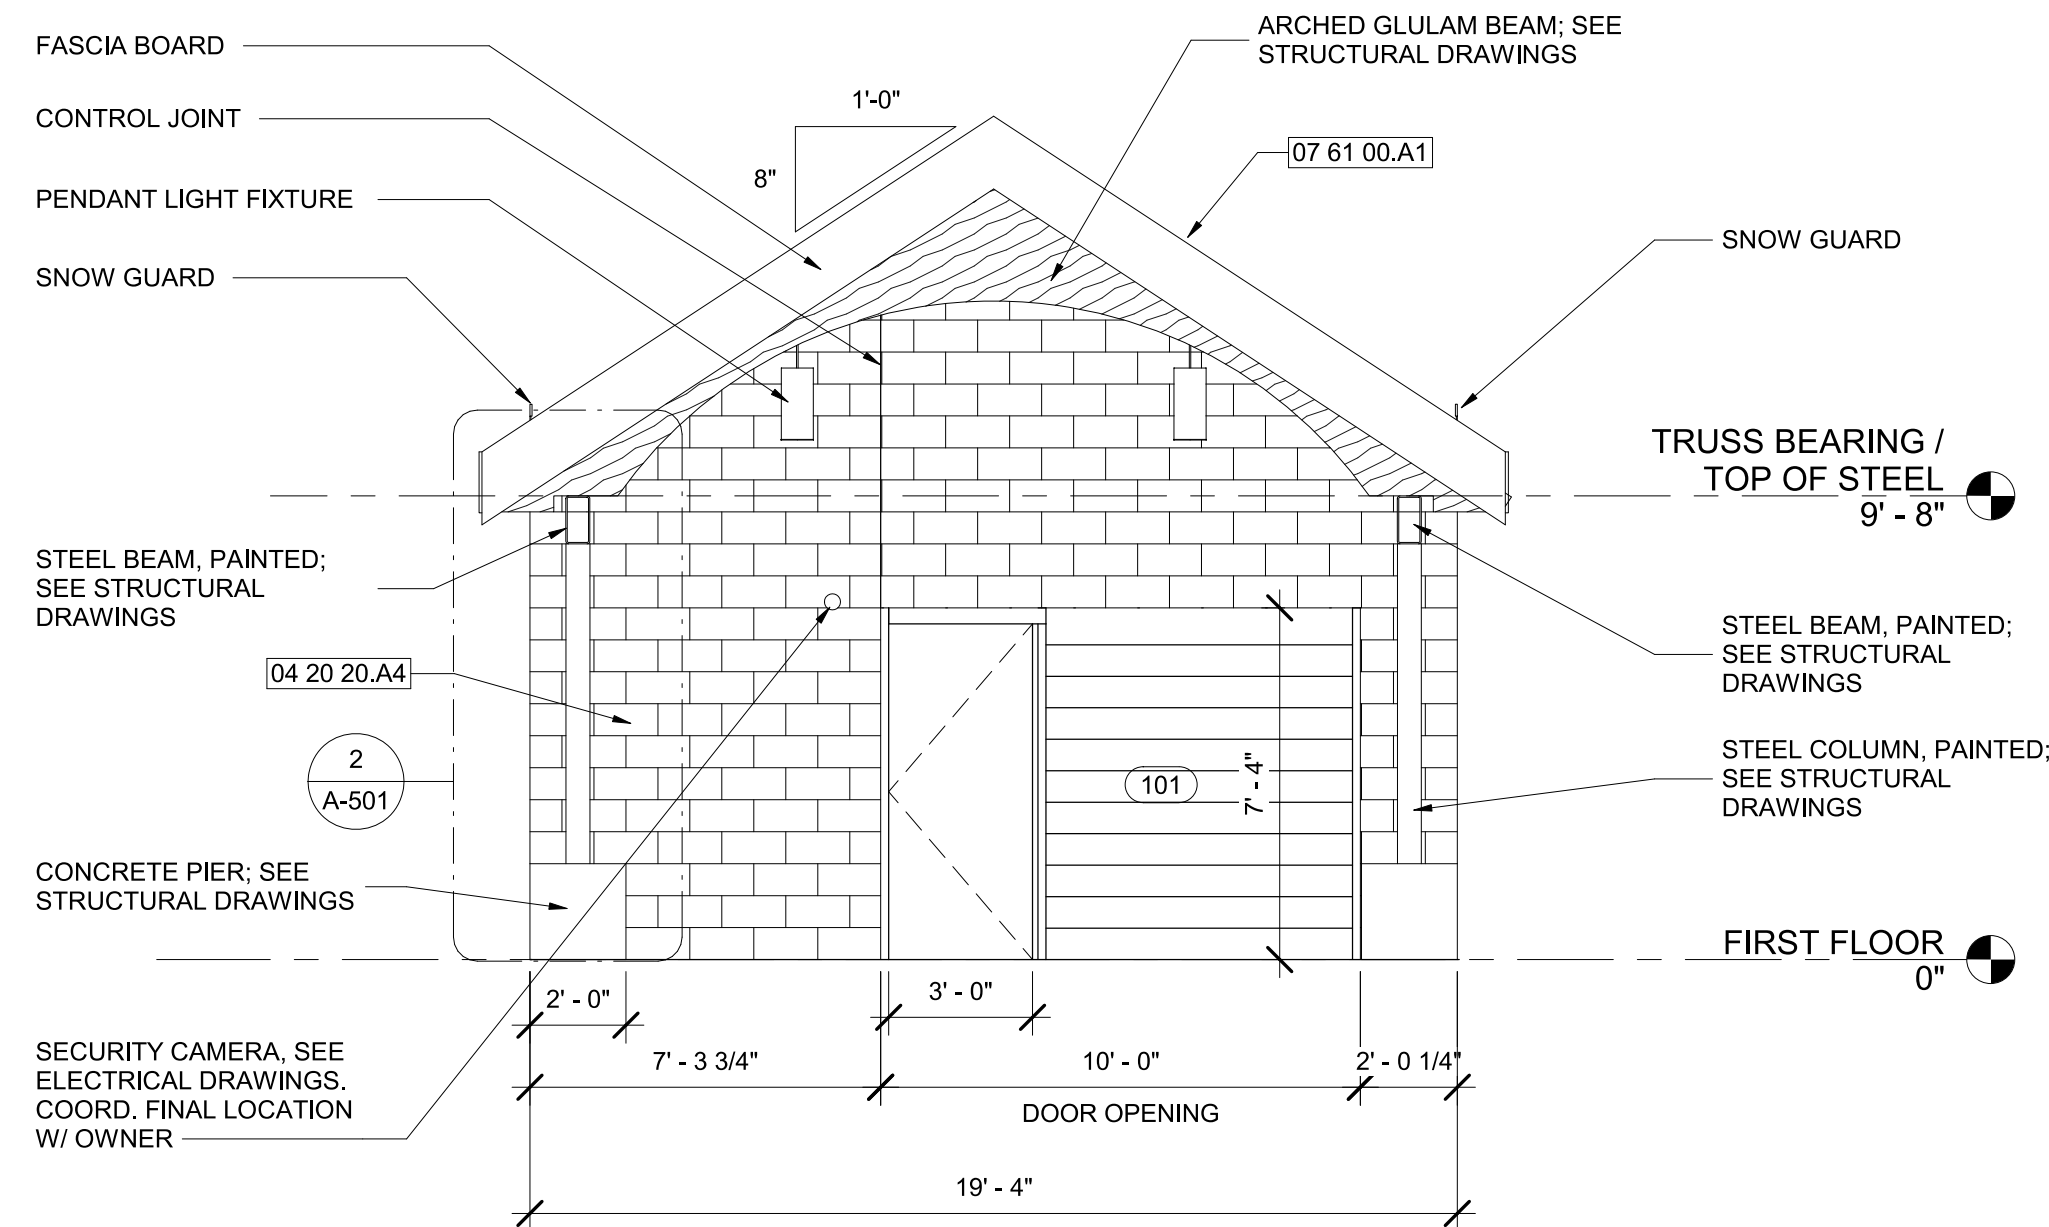 FASCIA BOARD
CONTROL JOINT
PENDANT LIGHT FIXTURE
SNOW GUARD
1'-0"
8"
ARCHED GLULAM BEAM; SEE
STRUCTURAL DRAWINGS
07 61 00.A1
SNOW GUARD
TRUSS BEARING /
TOP OF STEEL
9' - 8"
STEEL BEAM, PAINTED;
SEE STRUCTURAL
DRAWINGS
04 20 20.A4
2
A-501
CONCRETE PIER; SEE
STRUCTURAL DRAWINGS
SECURITY CAMERA, SEE
ELECTRICAL DRAWINGS.
COORD. FINAL LOCATION
W/ OWNER
101
7' - 4"
STEEL BEAM, PAINTED;
SEE STRUCTURAL
DRAWINGS
STEEL COLUMN, PAINTED;
SEE STRUCTURAL
DRAWINGS
FIRST FLOOR
0"
2' - 0"
3' - 0"
7' - 3 3/4"
10' - 0"
2' - 0 1/4"
DOOR OPENING
19' - 4"